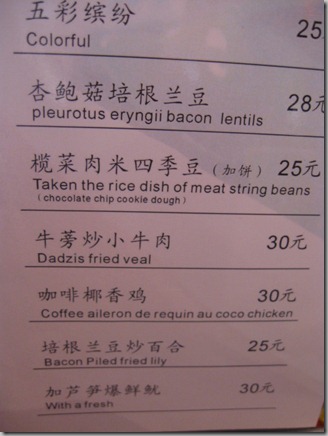 五彩缤纷 25
Colorful
杏鲍菇培根兰豆 28元
pleurotus eryngii bacon lentils
榄菜肉米四季豆（加饼） 25元
Taken the rice dish of meat string beans
（chocolate chip cookie dough）
牛蒡炒小牛肉 30元
Dadzis fried veal
咖啡椰香鸡 30元
Coffee aileron de requin au coco chicken
培根兰豆炒百合 25元
Bacon Piled fried lily
加芦笋爆鲜鱿 30元
With a fresh